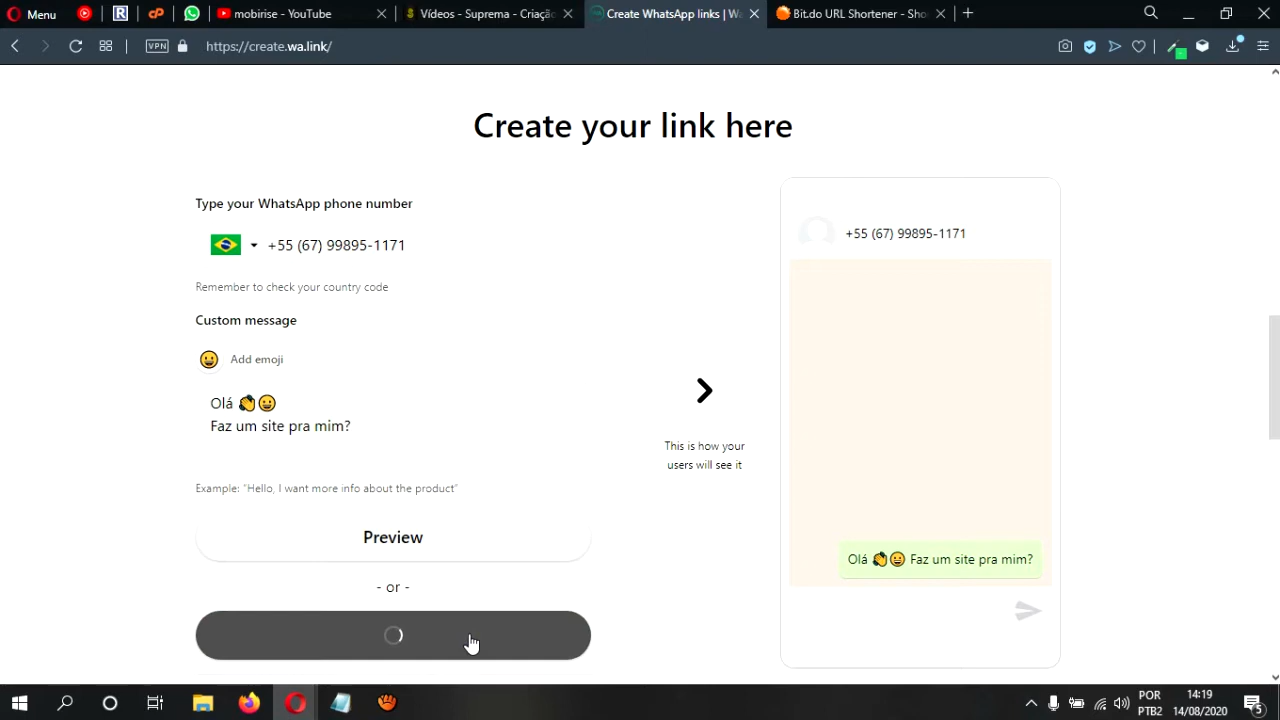 Menu
mobirise - YouTube
Vídeos - Suprema - Criação
Create WhatsApp links | Wa
Bit.do URL Shortener - Sho
VPN
https://create.wa.link/
Create your link here
Type your WhatsApp phone number
+55 (67) 99895-1171
Remember to check your country code
Custom message
Add emoji
Olá 👏😀
Faz um site pra mim?
Example: "Hello, I want more info about the product"
Preview
- or -
This is how your
users will see it
+55 (67) 99895-1171
Olá 👏😀 Faz um site pra mim?
POR
PTB2
14:19
14/08/2020
5